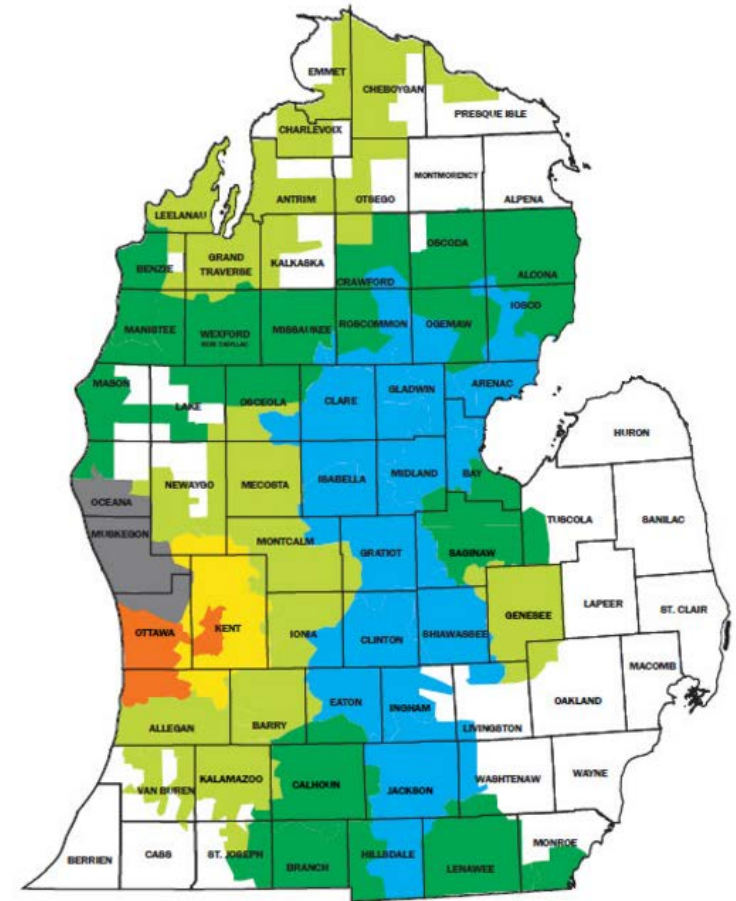 EMMET
CHEBOYGAN
PRESQUE ISLE
CHARLEVOIX
MONTMORENCY
ANTRIM
OTSEGO
ALPENA
LEELANAU
OSCODA
GRAND
TRAVERSE
KALKASKA
BENZIE
CRAWFORD
ALCONA
IOSCO
MANISTEE
WEXFORD
MISSAUKEE
ROSCOMMON
OGEMAW
MASON
LAKE
OSCEOLA
CLARE
GLADWIN
ARENAC
HURON
NEWAYGO
MECOSTA
ISABELLA
MIDLAND
BAY
OCEANA
TUSCOLA
SANILAC
MUSKEGON
MONTCALM
GRATIOT
SAGINAW
GENESEE
LAPEER
ST. CLAIR
OTTAWA
KENT
IONIA
CLINTON
SHIAWASSEE
MACOMB
EATON
INGHAM
OAKLAND
ALLEGAN
BARRY
LIVINGSTON
VAN BUREN
KALAMAZOO
CALHOUN
JACKSON
WASHTENAW
WAYNE
MONROE
BERRIEN
CASS
ST. JOSEPH
BRANCH
HILLSDALE
LENAWEE